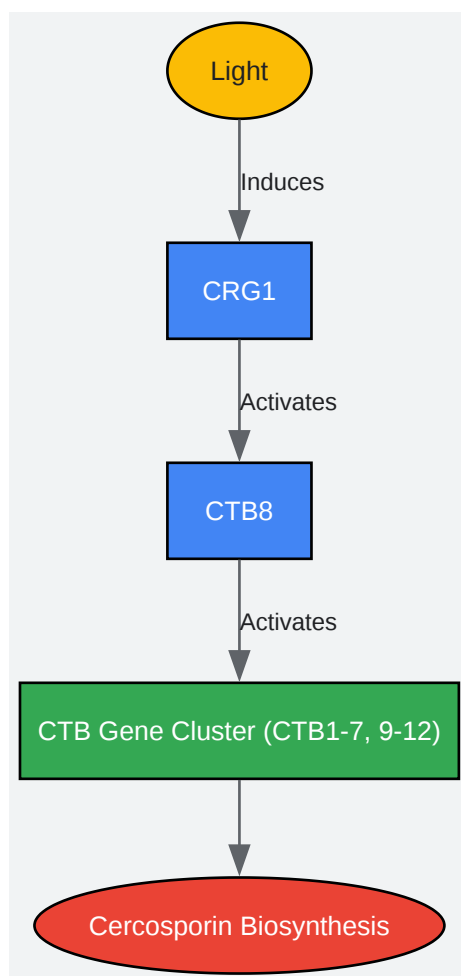 Light
Induces
CRG1
Activates
CTB8
Activates
CTB Gene Cluster (CTB1-7, 9-12)
Cercosporin Biosynthesis